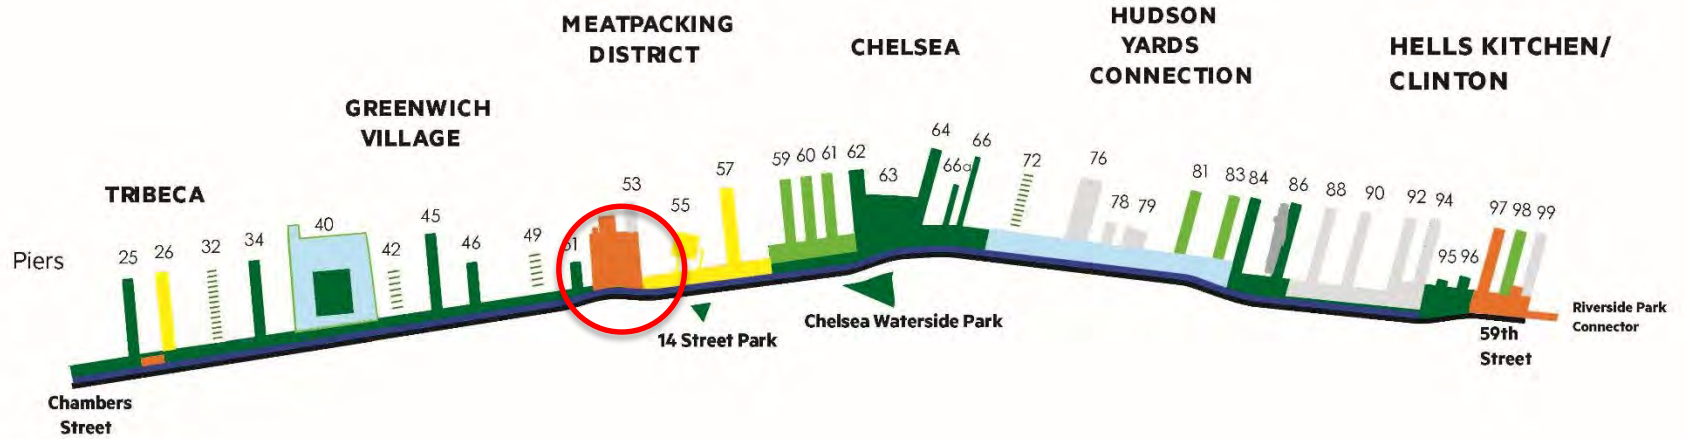 MEATPACKING
DISTRICT
CHELSEA
HUDSON
YARDS
CONNECTION
HELLS KITCHEN/
CLINTON
GREENWICH
VILLAGE
TRIBECA
Piers
25
26
32
34
40
42
45
46
49
51
53
55
57
59
60
61
62
63
64
66a
66
72
76
78
79
81
83
84
86
88
90
92
94
95
96
97
98
99
Chambers
Street
14 Street Park
Chelsea Waterside Park
59th
Street
Riverside Park
Connector